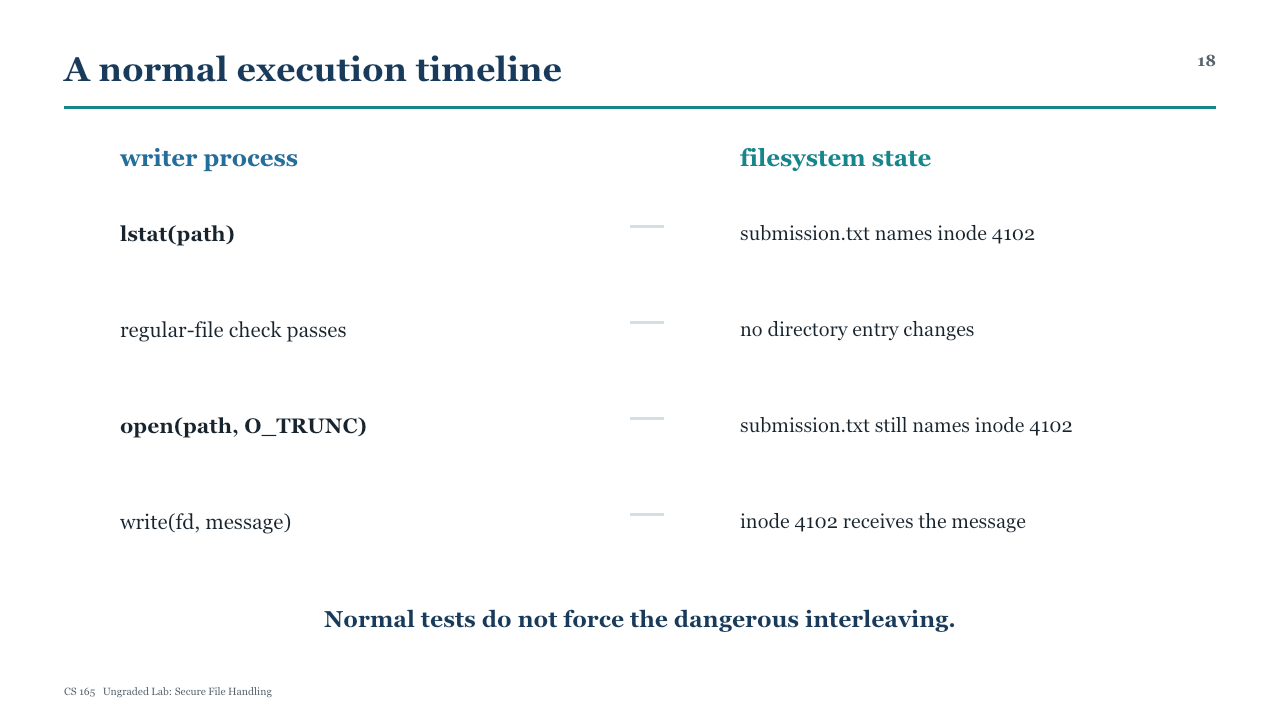 A normal execution timeline
18
writer process
filesystem state
lstat(path)
submission.txt names inode 4102
regular-file check passes
no directory entry changes
open(path, O_TRUNC)
submission.txt still names inode 4102
write(fd, message)
inode 4102 receives the message
Normal tests do not force the dangerous interleaving.
CS 165 Ungraded Lab: Secure File Handling